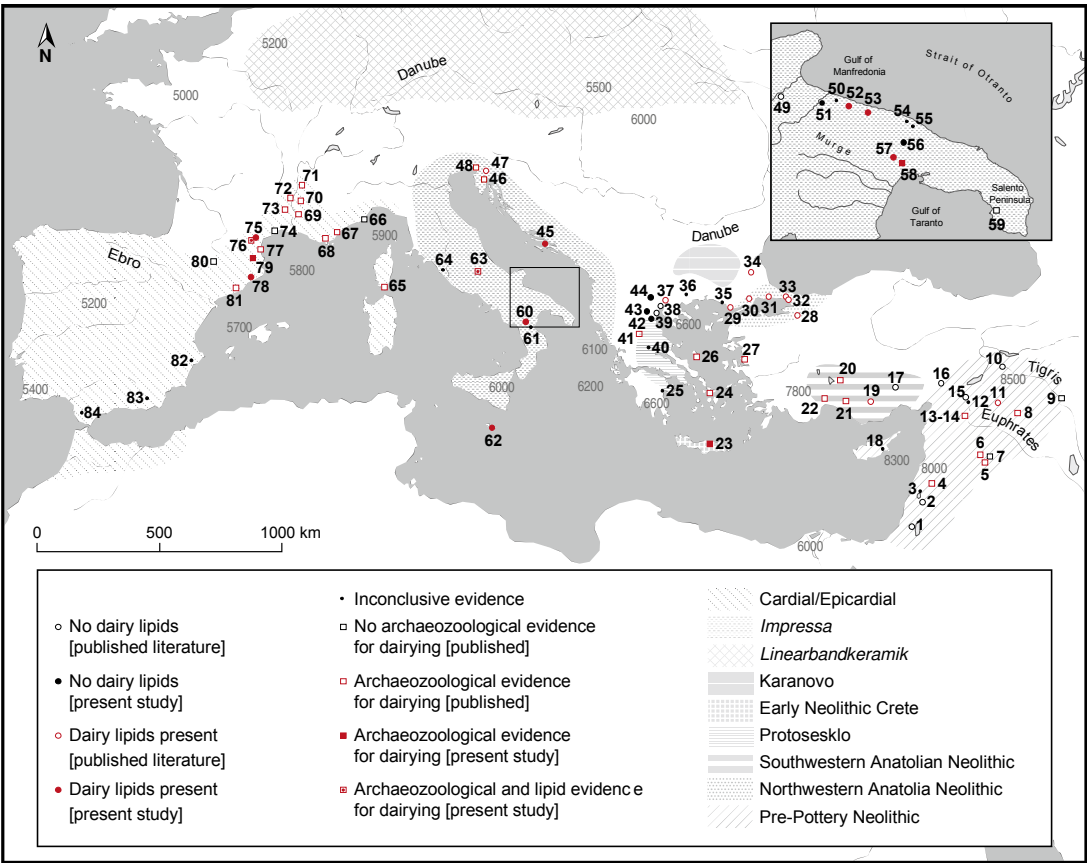 5200
Danube
5500
5000
6000
N
Gulf of
Manfredonia
Strait of Otranto
49
50
52
53
51
54
55
Murge
56
57
58
Salento
Peninsula
Gulf of
Taranto
59
48
47
46
71
72
70
73
69
66
5900
75
74
67
76
77
68
Ebro
80
79
5800
78
81
5200
5700
82
83
5400
84
65
64
63
45
60
61
6000
62
Danube
34
44
37
36
35
33
43
38
6600
30
31
32
42
39
29
28
41
40
6100
26
27
6200
25
6600
24
23
20
17
7800
22
21
19
16
10
8500
Tigris
15
12
11
9
13-14
8
Euphrates
18
8300
6
7
5
8000
3
4
2
1
6000
0 500 1000 km
No dairy lipids
[published literature]
No dairy lipids
[present study]
Dairy lipids present
[published literature]
Dairy lipids present
[present study]
Inconclusive evidence
No archaeozoological evidence
for dairying [published]
Archaeozoological evidence
for dairying [published]
Archaeozoological evidence
for dairying [present study]
Archaeozoological and lipid evidence
for dairying [present study]
Cardial/Epicardial
Impressa
Linearbandkeramik
Karanovo
Early Neolithic Crete
Protosesklo
Southwestern Anatolian Neolithic
Northwestern Anatolia Neolithic
Pre-Pottery Neolithic